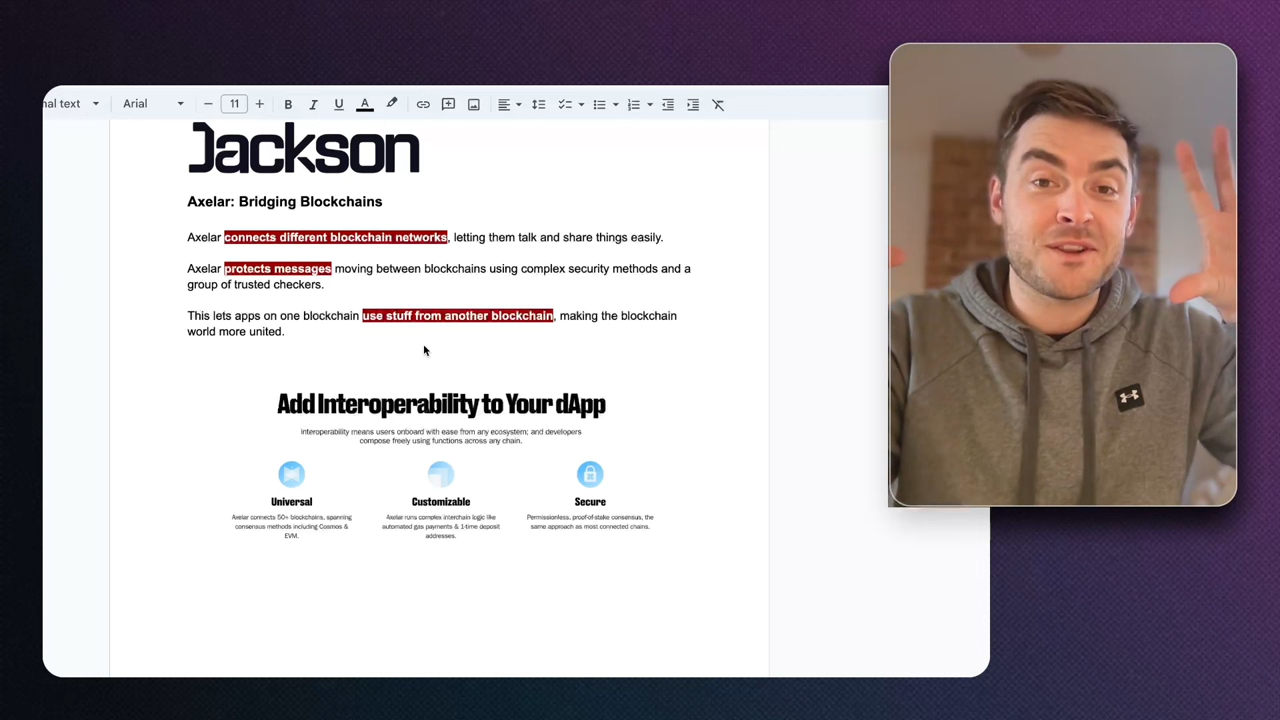 nal text
Arial
11
Jackson
Axelar: Bridging Blockchains
Axelar connects different blockchain networks, letting them talk and share things easily.
Axelar protects messages moving between blockchains using complex security methods and a
group of trusted checkers.
This lets apps on one blockchain use stuff from another blockchain, making the blockchain
world more united.
Add Interoperability to Your dApp
Interoperability means users onboard with ease from any ecosystem; and developers
compose freely using functions across any chain.
Universal
Axelar connects 50+ blockchains, spanning
consensus methods including Cosmos &
EVM.
Customizable
Axelar runs complex interchain logic like
automated gas payments & 1-time deposit
addresses.
Secure
Permissionless, proof-of-stake consensus, the
same approach as most connected chains.